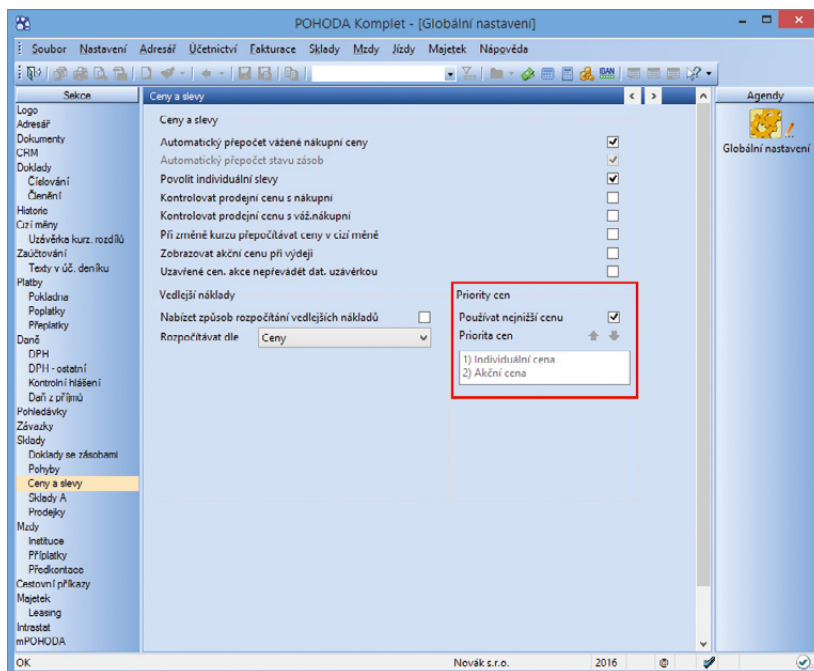 POHODA Komplet - [Globální nastavení]
Soubor Nastavení Adresář Účetnictví Fakturace Sklady Mzdy Jízdy Majetek Nápověda
Sekce
Logo
Adresář
Dokumenty
CRM
Doklady
Číslování
Členění
Historie
Cizí měny
Uzávěrka kurz. rozdílů
Zaúčtování
Texty v úč. deníku
Platby
Pokladna
Poplatky
Přeplatky
Daně
DPH
DPH - ostatní
Kontrolní hlášení
Daň z příjmů
Pohledávky
Závazky
Sklady
Doklady se zásobami
Pohyby
Ceny a slevy
Sklady A
Prodejky
Mzdy
Instituce
Příplatky
Předkontace
Cestovní příkazy
Majetek
Leasing
Intrastat
mPOHODA
Ceny a slevy
Ceny a slevy
Automatický přepočet vážené nákupní ceny
Automatický přepočet stavu zásob
Povolit individuální slevy
Kontrolovat prodejní cenu s nákupní
Kontrolovat prodejní cenu s váž.nákupní
Při změně kurzu přepočítávat ceny v cizí měně
Zobrazovat akční cenu při výdeji
Uzavřené cen. akce nepřevádět dat. uzávěrkou
Vedlejší náklady
Nabízet způsob rozpočítání vedlejších nákladů
Rozpočítávat dle Ceny
Priority cen
Používat nejnižší cenu
Priorita cen
1) Individuální cena
2) Akční cena
Agendy
Globální nastavení
OK Novák s.r.o. 2016 @